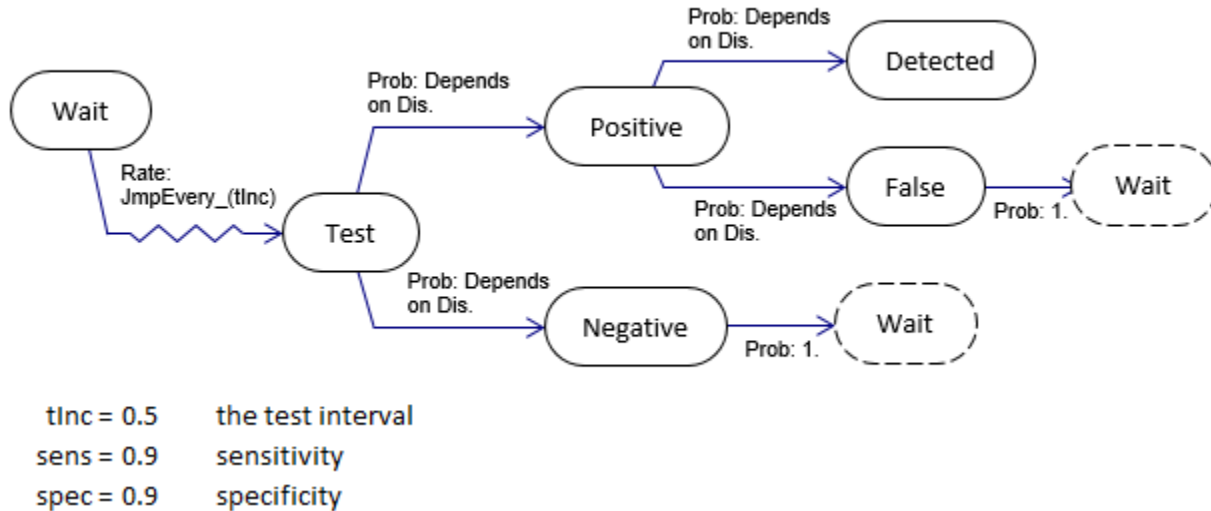 Prob: Depends
on Dis.
Detected
Wait
Prob: Depends
on Dis.
Positive
Rate:
JmpEvery_(tInc)
False
Wait
Prob: Depends
on Dis.
Prob: 1.
Test
Prob: Depends
on Dis.
Negative
Wait
Prob: 1.
tInc = 0.5 the test interval
sens = 0.9 sensitivity
spec = 0.9 specificity